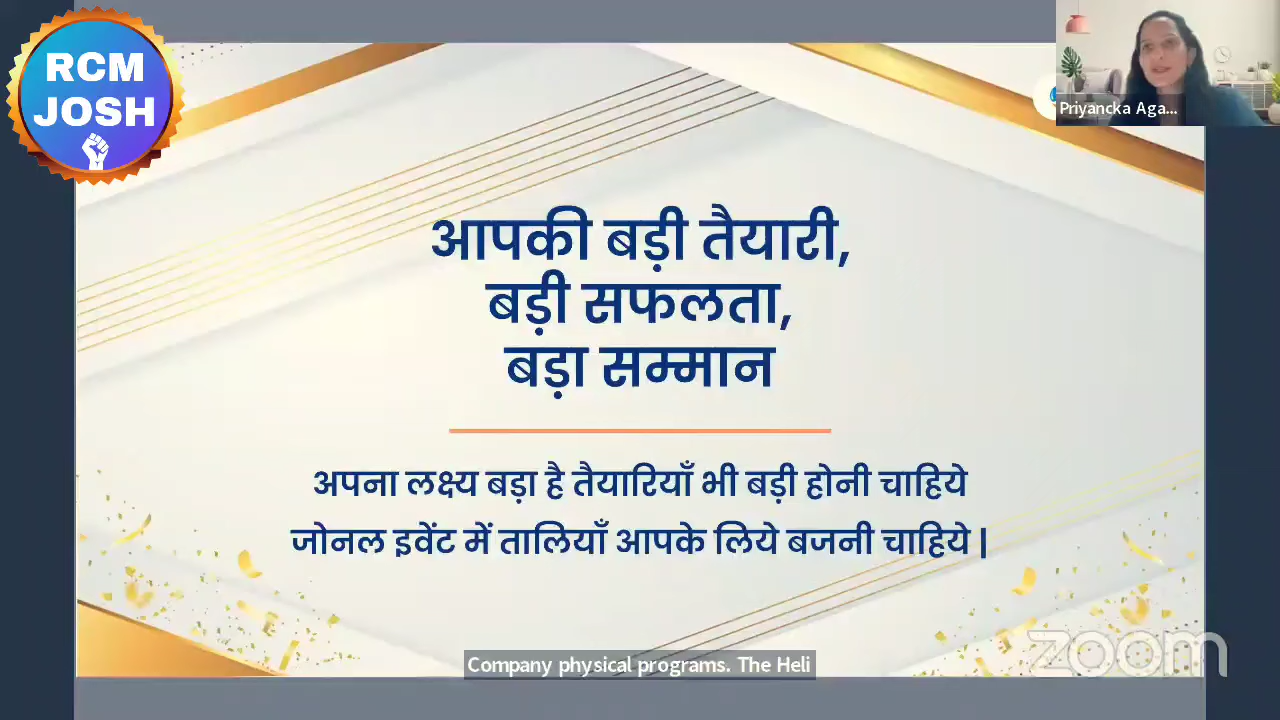 RCM
JOSH
Priyancka Aga...
आपकी बड़ी तैयारी,
बड़ी सफलता,
बड़ा सम्मान
अपना लक्ष्य बड़ा है तैयारियाँ भी बड़ी होनी चाहिये
जोनल इवेंट में तालियाँ आपके लिये बजनी चाहिये |
zoom
Company physical programs. The Heli